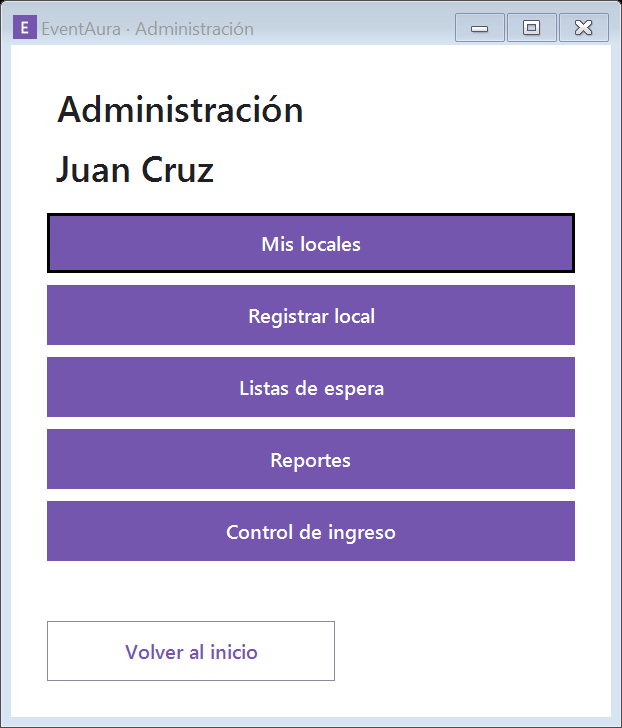 E EventAura · Administración
Administración
Juan Cruz
Mis locales
Registrar local
Listas de espera
Reportes
Control de ingreso
Volver al inicio